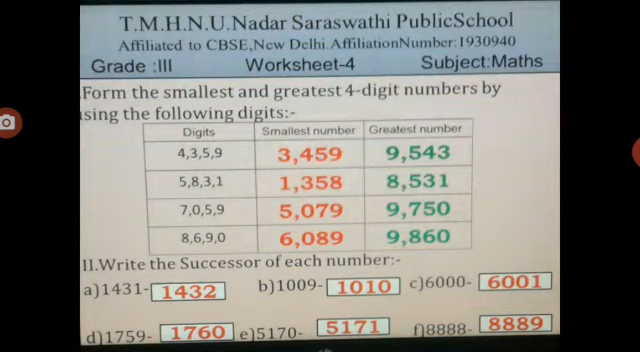 T.M.H.N.U.Nadar Saraswathi PublicSchool
Affiliated to CBSE,New Delhi.AffiliationNumber:1930940
Grade :III Worksheet-4 Subject:Maths
.Form the smallest and greatest 4-digit numbers by
using the following digits:-
Digits Smallest number Greatest number
4,3,5,9 3,459 9,543
5,8,3,1 1,358 8,531
7,0,5,9 5,079 9,750
8,6,9,0 6,089 9,860
II.Write the Successor of each number:-
a)1431- 1432 b)1009- 1010 c)6000- 6001
d)1759- 1760 e)5170- 5171 f)8888- 8889